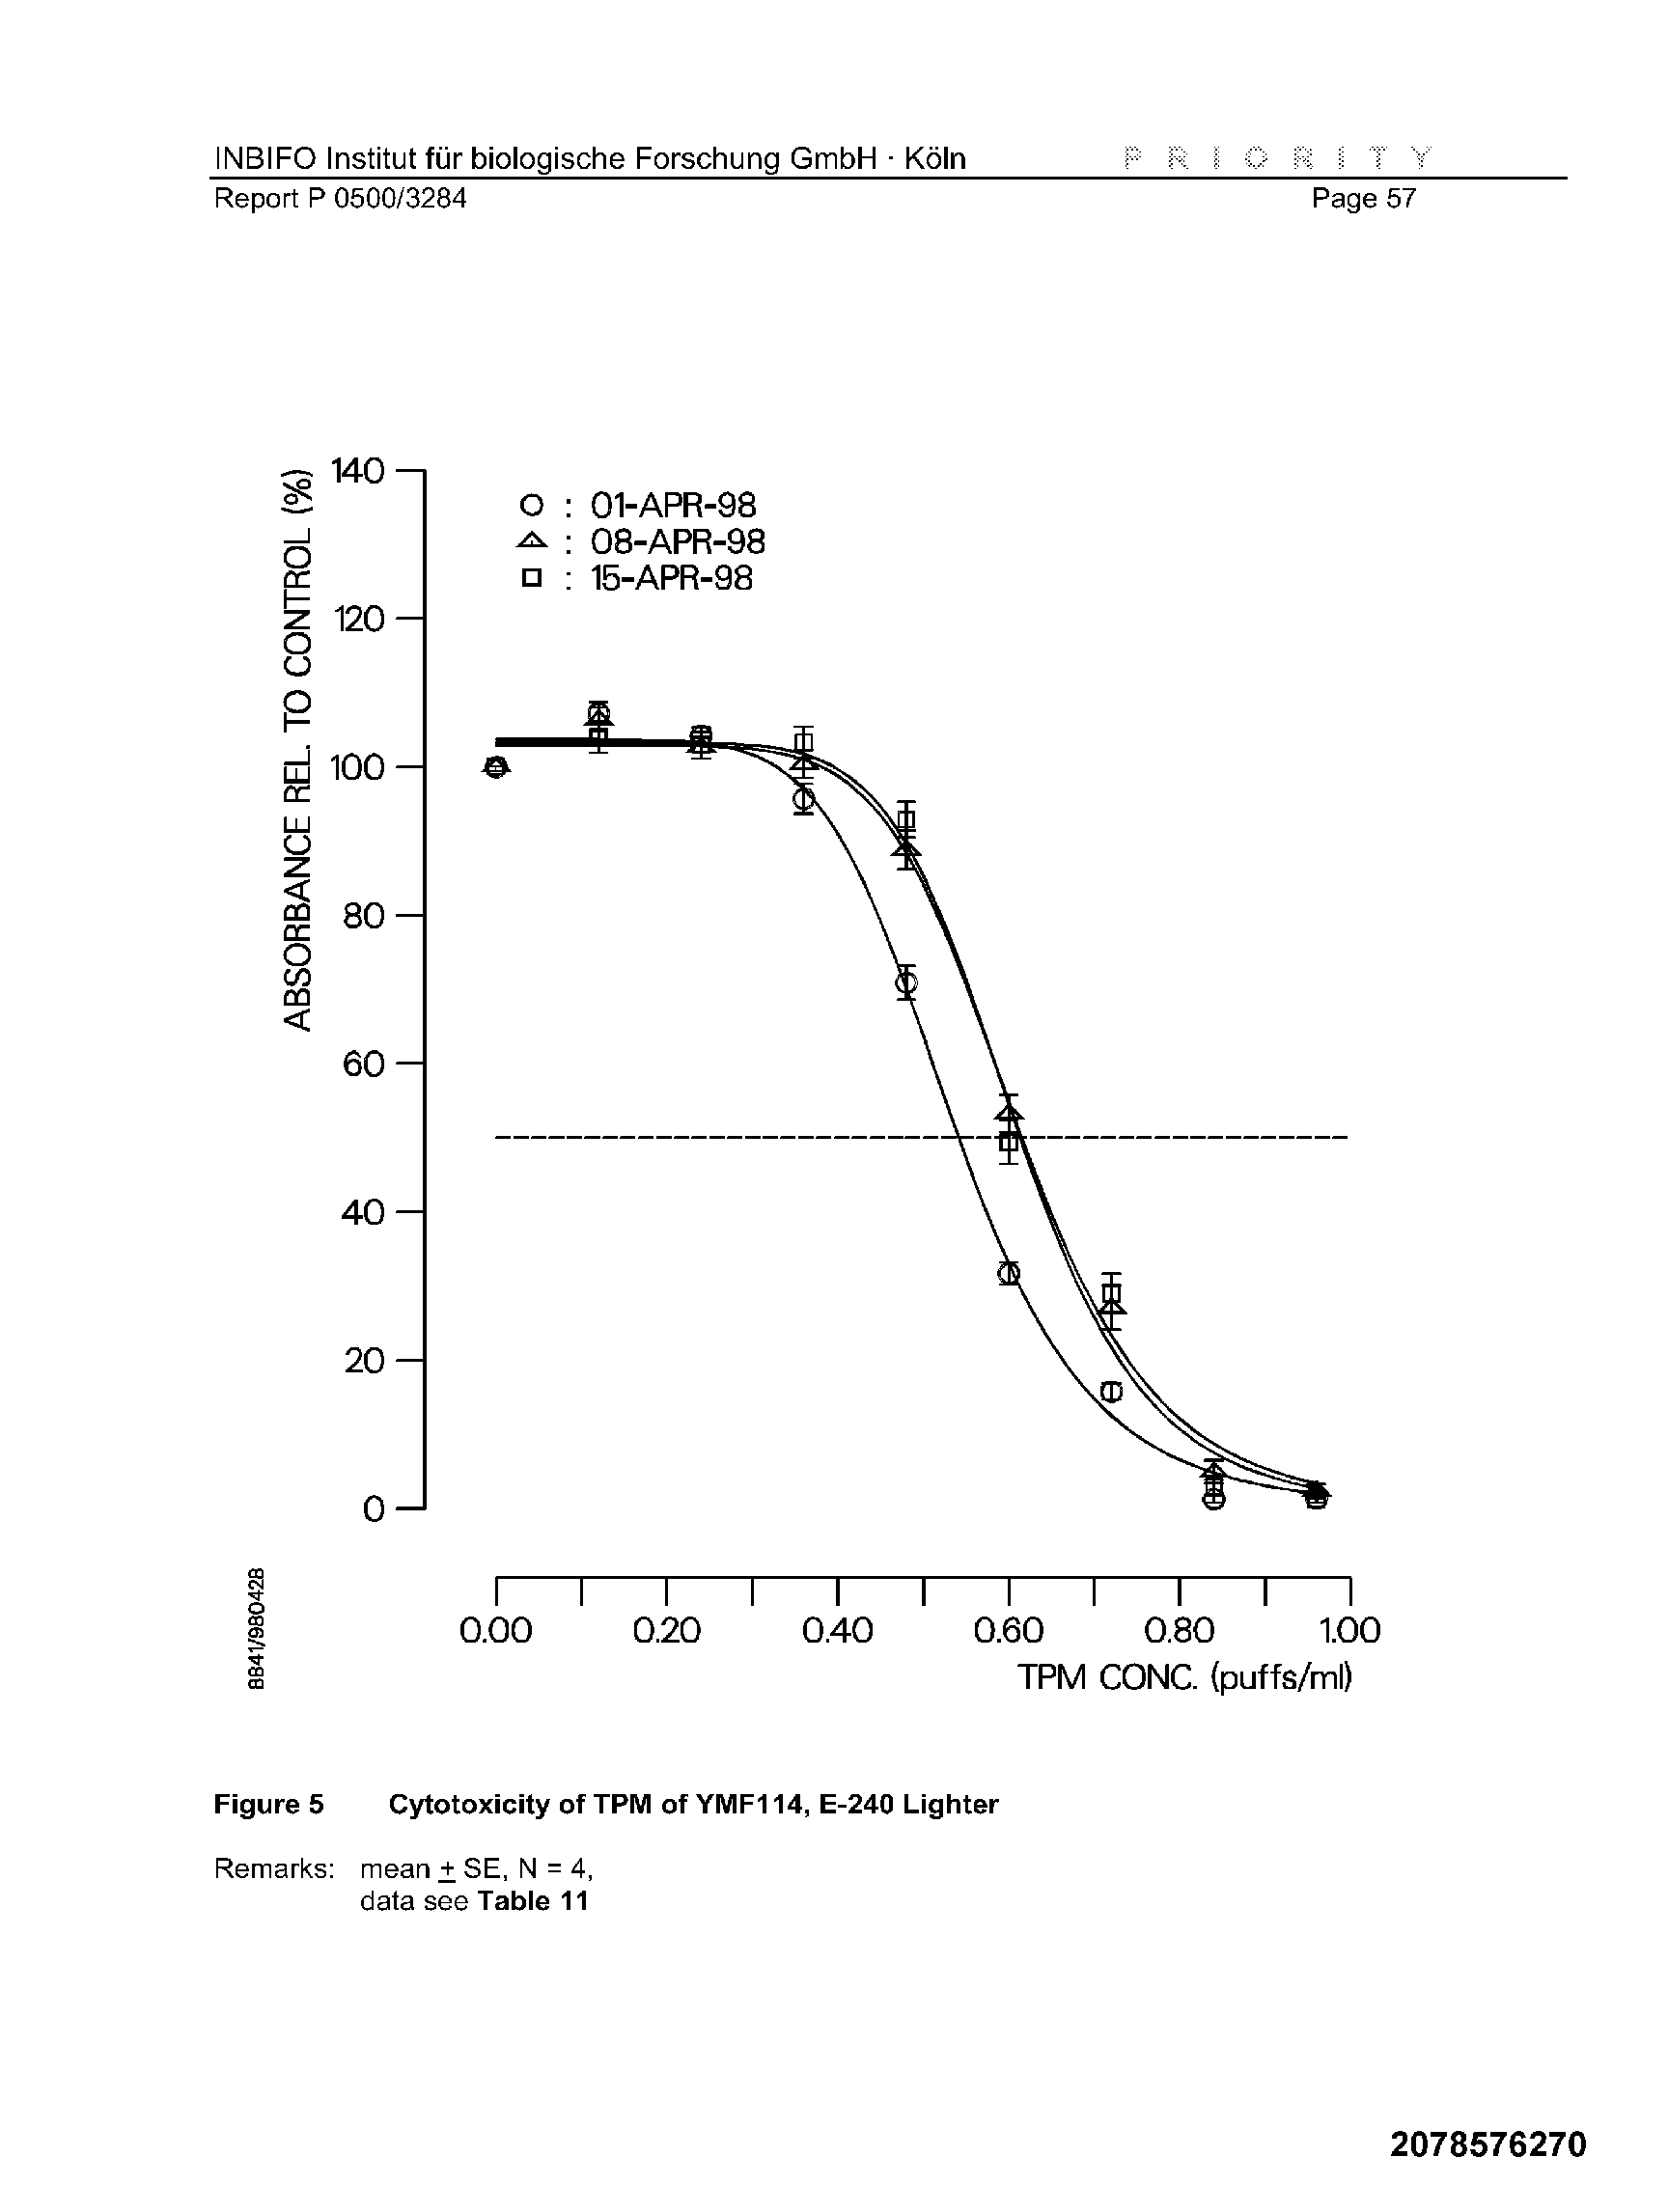 INBIFO Institut für biologische Forschung GmbH · Köln
P R I O R I T Y
Report P 0500/3284
Page 57
ABSORBANCE REL. TO CONTROL (%)
140
120
100
80
60
40
20
0
○ : 01-APR-98
△ : 08-APR-98
□ : 15-APR-98
0.00 0.20 0.40 0.60 0.80 1.00
TPM CONC. (puffs/ml)
8841/980428
Figure 5 Cytotoxicity of TPM of YMF114, E-240 Lighter
Remarks: mean ± SE, N = 4,
data see Table 11
2078576270